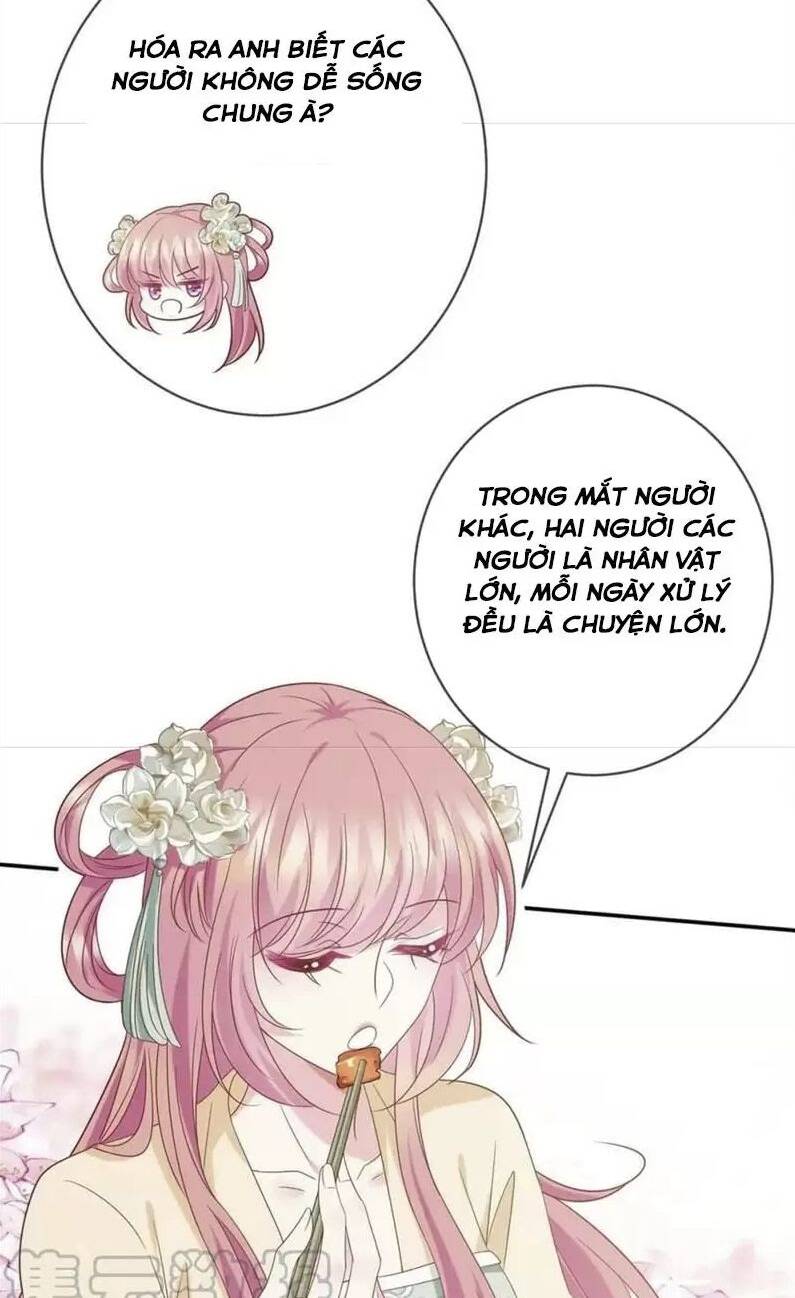 HÓA RA ANH BIẾT CÁC
NGƯỜI KHÔNG DỄ SỐNG
CHUNG À?
TRONG MẮT NGƯỜI
KHÁC, HAI NGƯỜI CÁC
NGƯỜI LÀ NHÂN VẬT
LỚN, MỖI NGÀY XỬ LÝ
ĐỀU LÀ CHUYỆN LỚN.